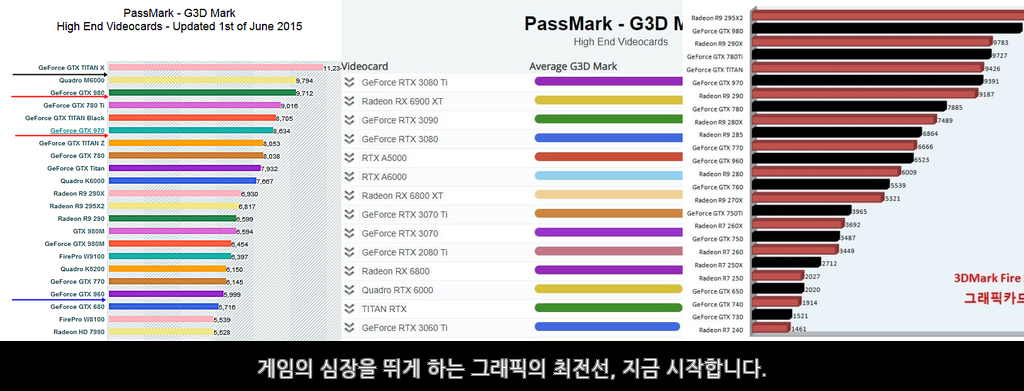 PassMark - G3D Mark
High End Videocards - Updated 1st of June 2015
GeForce GTX TITAN X 11,23
Quadro M6000 9,794
GeForce GTX 980 9,712
GeForce GTX 780 Ti 9,016
GeForce GTX TITAN Black 8,705
GeForce GTX 970 8,634
GeForce GTX TITAN Z 8,053
GeForce GTX 780 8,038
GeForce GTX Titan 7,932
Quadro K6000 7,667
Radeon R9 290X 6,930
Radeon R9 295X2 6,817
Radeon R9 290 6,599
GTX 980M 6,594
GeForce GTX 980M 6,454
FirePro W9100 6,397
Quadro K5200 6,150
GeForce GTX 770 6,145
GeForce GTX 960 5,999
GeForce GTX 680 5,716
FirePro W8100 5,539
Radeon HD 7990 5,528
PassMark - G3D M
High End Videocards
Videocard Average G3D Mark
GeForce RTX 3080 Ti
Radeon RX 6900 XT
GeForce RTX 3090
GeForce RTX 3080
RTX A5000
RTX A6000
Radeon RX 6800 XT
GeForce RTX 3070 Ti
GeForce RTX 3070
GeForce RTX 2080 Ti
Radeon RX 6800
Quadro RTX 6000
TITAN RTX
GeForce RTX 3060 Ti
Radeon R9 295X2
GeForce GTX 980
Radeon R9 290X 9783
GeForce GTX 780Ti 9727
GeForce GTX TITAN 9426
GeForce GTX 970 9391
Radeon R9 290 9187
GeForce GTX 780 7885
Radeon R9 280X 7489
Radeon R9 285 6864
GeForce GTX 770 6666
GeForce GTX 960 6523
Radeon R9 280 6009
GeForce GTX 760 5539
Radeon R9 270X 5321
GeForce GTX 750Ti 3965
Radeon R7 260X 3692
GeForce GTX 750 3487
Radeon R7 260 3449
Radeon R7 250X 2712
Radeon R7 250 2027
GeForce GTX 650 2020
GeForce GTX 740 1914
GeForce GTX 730 1521
Radeon R7 240 1461
3DMark Fire
그래픽카드
게임의 심장을 뛰게 하는 그래픽의 최전선, 지금 시작합니다.